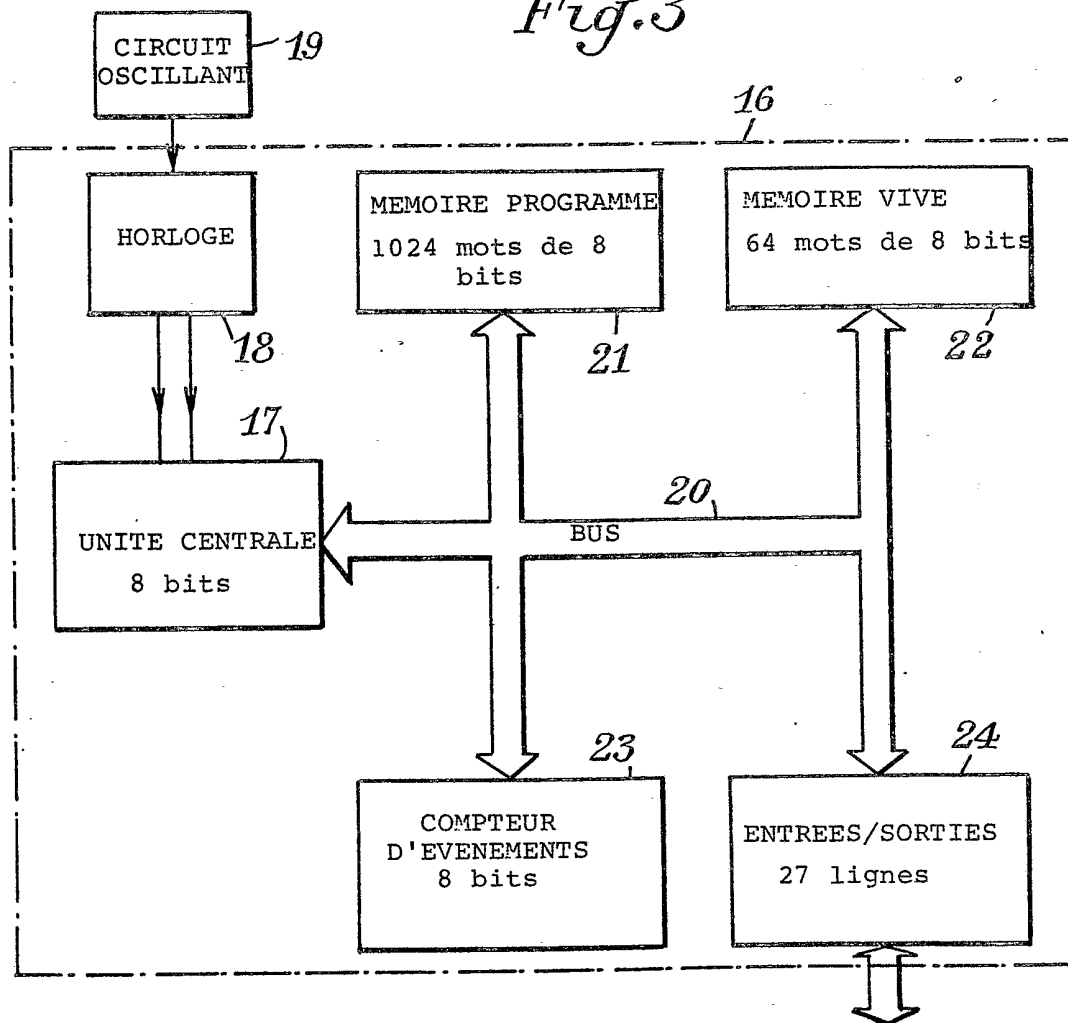 Fig.3
CIRCUIT
OSCILLANT
19
16
HORLOGE
18
MEMOIRE PROGRAMME
1024 mots de 8
bits
21
MEMOIRE VIVE
64 mots de 8 bits
22
17
UNITE CENTRALE
8 bits
20
BUS
23
COMPTEUR
D'EVENEMENTS
8 bits
24
ENTREES/SORTIES
27 lignes